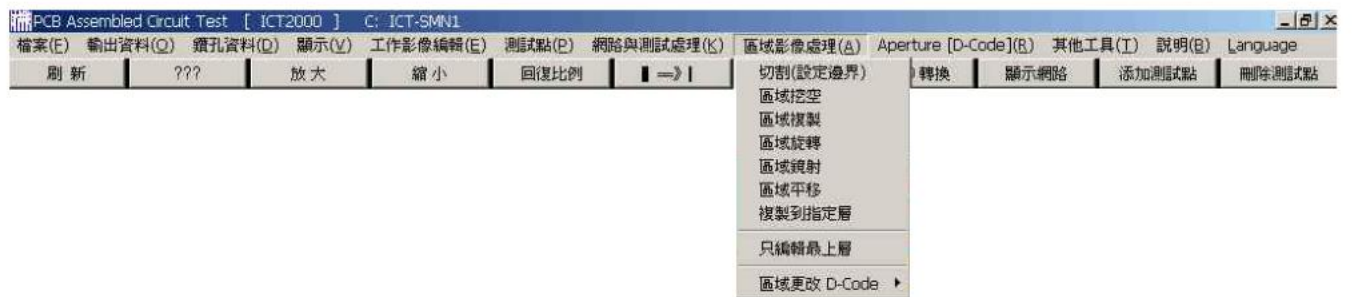 PCB Assembled Circuit Test [ ICT2000 ] C: ICT-SMN1
檔案(F) 輸出資料(O) 鑽孔資料(D) 顯示(V) 工作影像編輯(E) 測試點(P) 網路與測試處理(K) 區域影像處理(A) Aperture [D-Code](R) 其他工具(T) 説明(B) Language
刷 新 ??? 放 大 縮 小 回復比例 ▌ ═》| 轉換 顯示網路 添加測試點 刪除測試點
切割(設定邊界)
區域挖空
區域複製
區域旋轉
區域鏡射
區域平移
複製到指定層
只編輯最上層
區域更改 D-Code